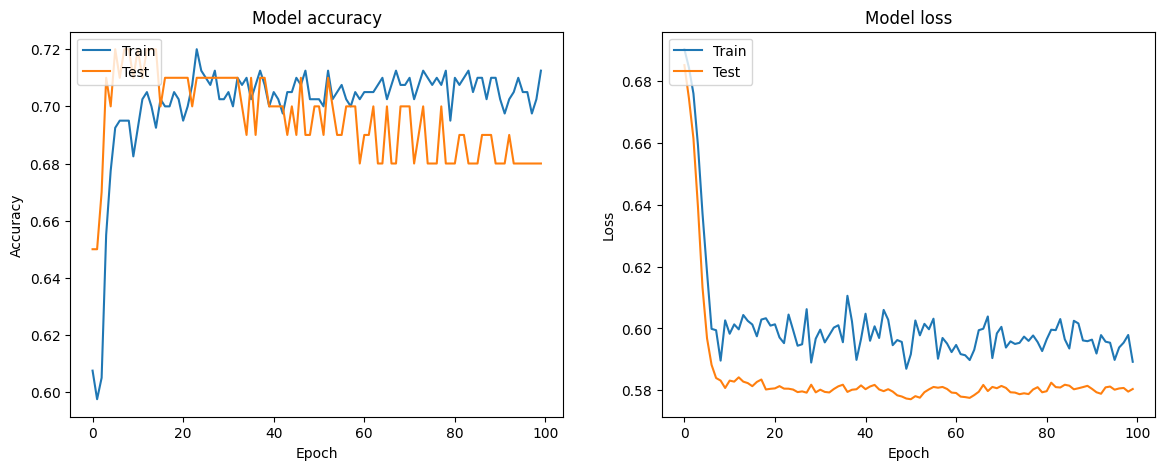 Model accuracy
Train
Test
0.72
0.70
0.68
0.66
0.64
0.62
0.60
Accuracy
0 20 40 60 80 100
Epoch
Model loss
Train
Test
0.68
0.66
0.64
0.62
0.60
0.58
Loss
0 20 40 60 80 100
Epoch